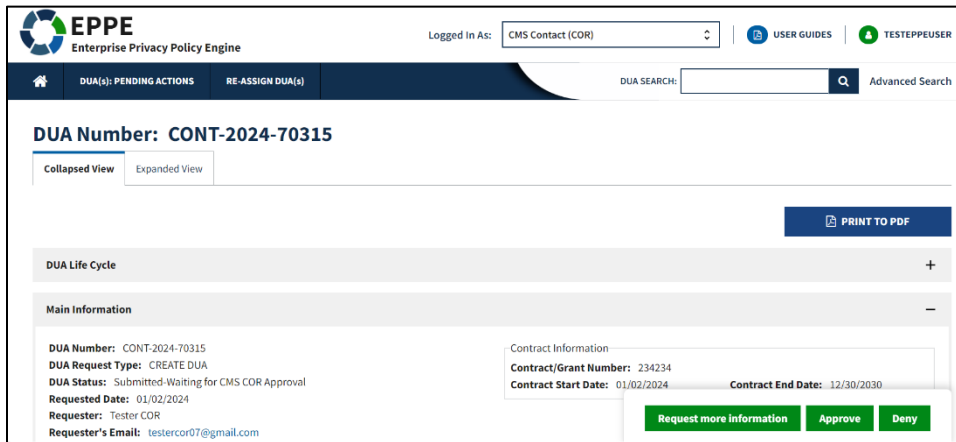 EPPE
Enterprise Privacy Policy Engine
Logged In As: CMS Contact (COR) USER GUIDES TESTEPPEUSER
DUA(s): PENDING ACTIONS RE-ASSIGN DUA(s) DUA SEARCH: Advanced Search
DUA Number: CONT-2024-70315
Collapsed View Expanded View
PRINT TO PDF
DUA Life Cycle
Main Information
DUA Number: CONT-2024-70315
DUA Request Type: CREATE DUA
DUA Status: Submitted-Waiting for CMS COR Approval
Requested Date: 01/02/2024
Requester: Tester COR
Requester's Email: testercor07@gmail.com
Contract Information
Contract/Grant Number: 234234
Contract Start Date: 01/02/2024 Contract End Date: 12/30/2030
Request more information Approve Deny